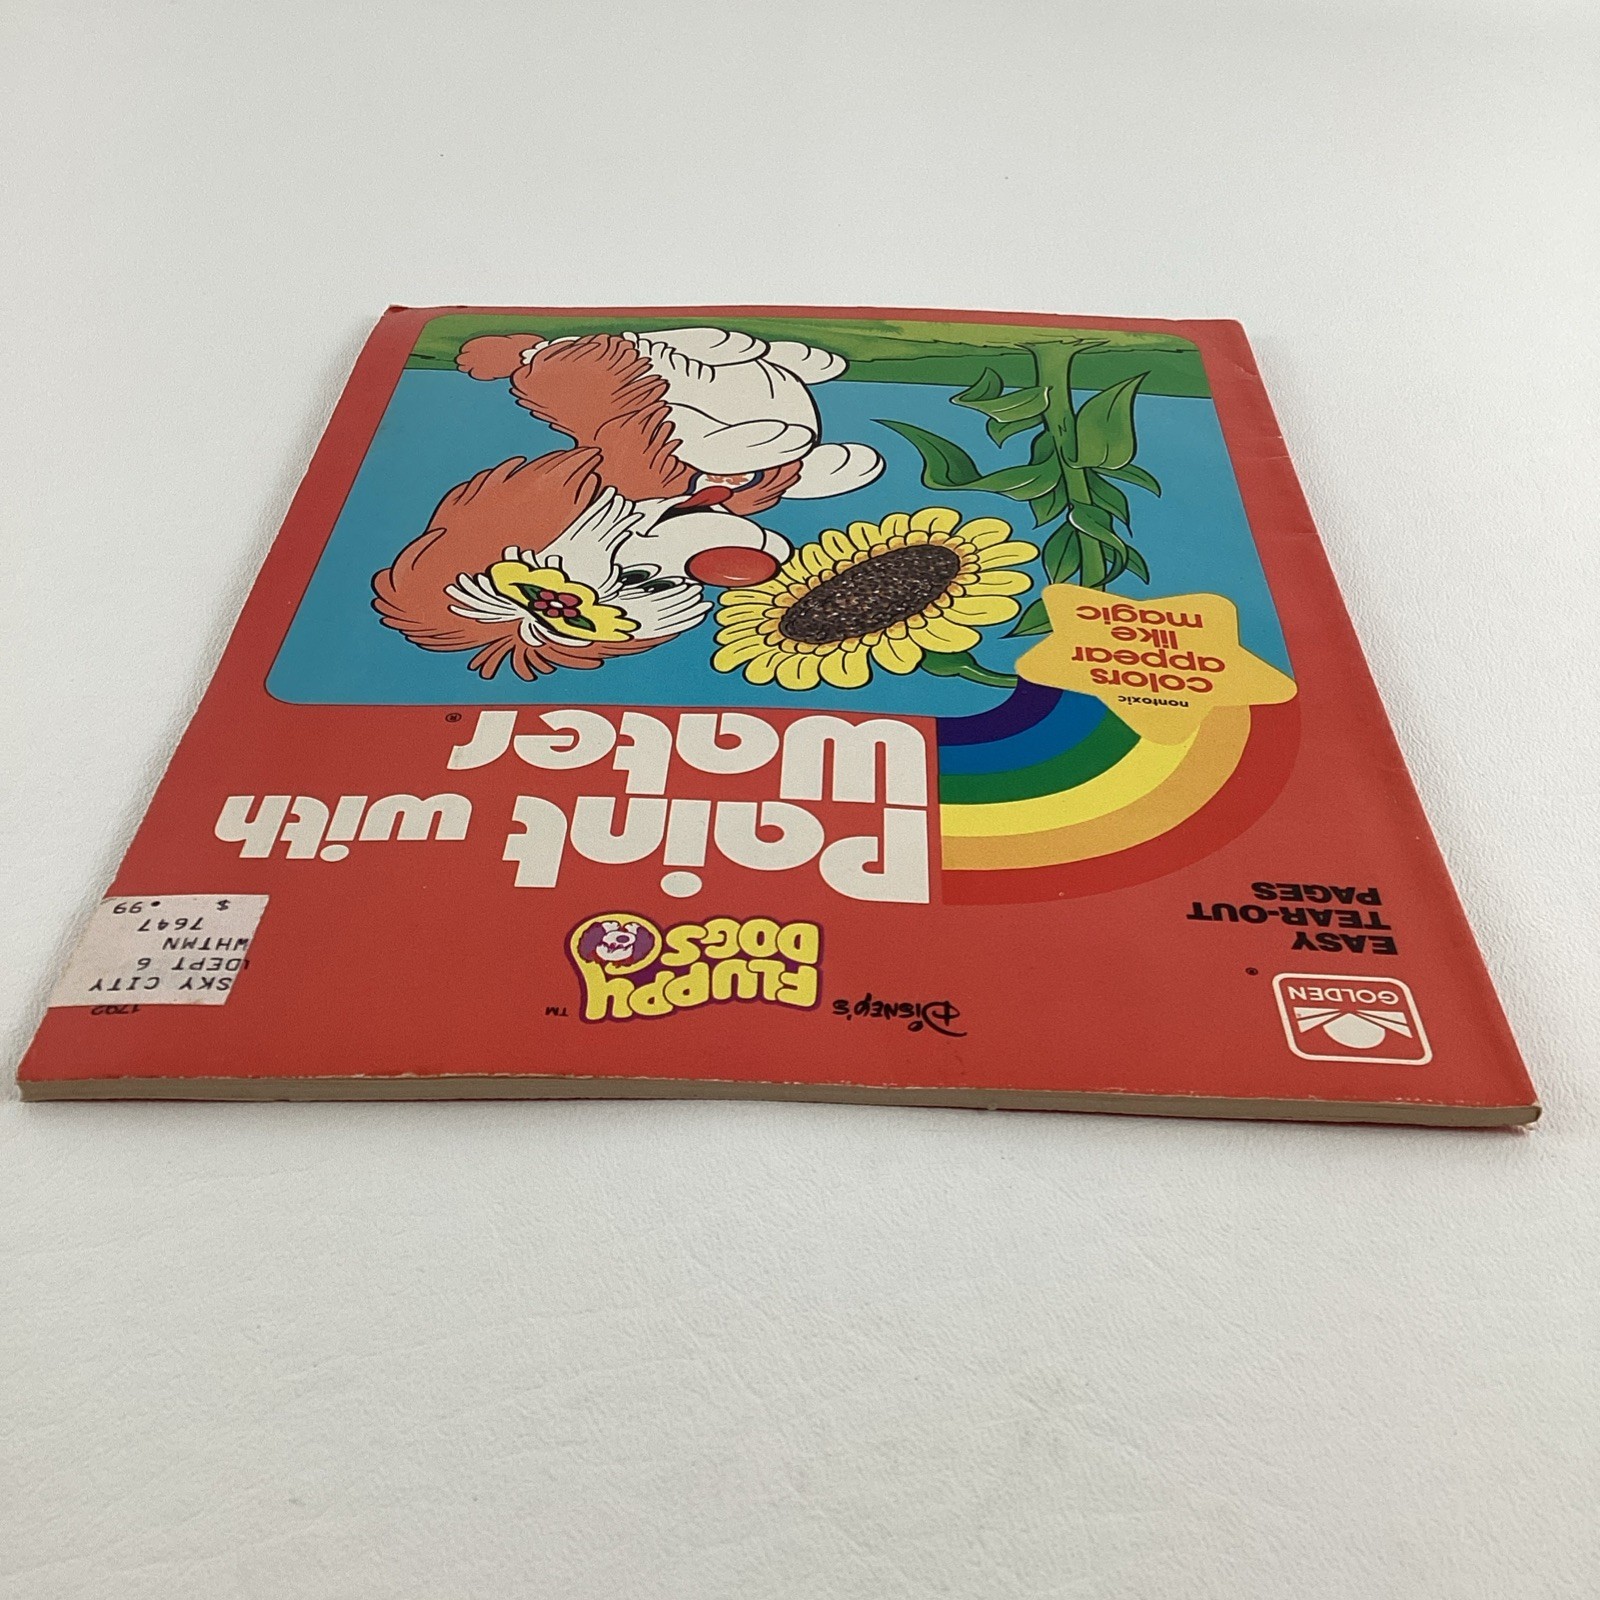 GOLDEN
®
Disney's
FLUPPY
DOGS
™
1792
SKY CITY
DEPT 6
WHTMN
7647
$ .99
EASY
TEAR-OUT
PAGES
Paint with
Water®
nontoxic
colors
appear
like
magic